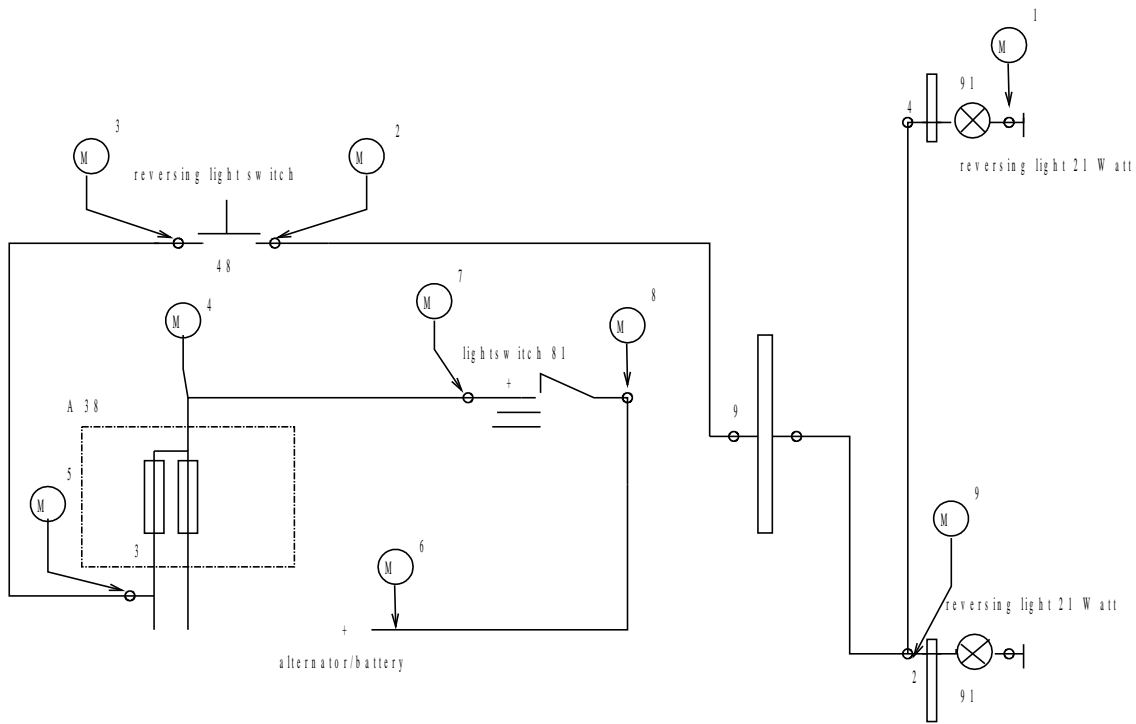 1
M
91
4
3
2
M
M
reversing light switch
reversing light 21 Watt
48
7
8
4
M
M
M
lightswitch 81
+
A 38
9
5
M
9
M
3
6
M
reversing light 21 Watt
+
alternator/battery
2
91